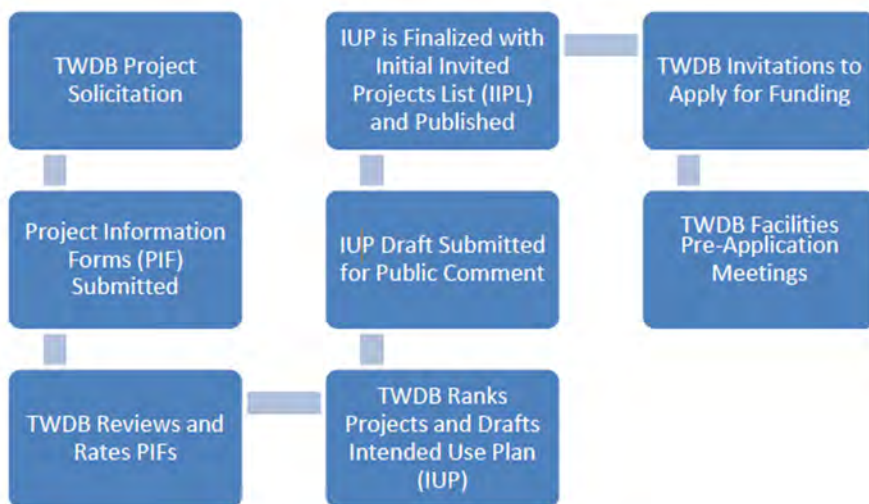 TWDB Project
Solicitation
Project Information
Forms (PIF)
Submitted
TWDB Reviews and
Rates PIFs
TWDB Ranks
Projects and Drafts
Intended Use Plan
(IUP)
IUP Draft Submitted
for Public Comment
IUP is Finalized with
Initial Invited
Projects List (IIPL)
and Published
TWDB Invitations to
Apply for Funding
TWDB Facilities
Pre-Application
Meetings